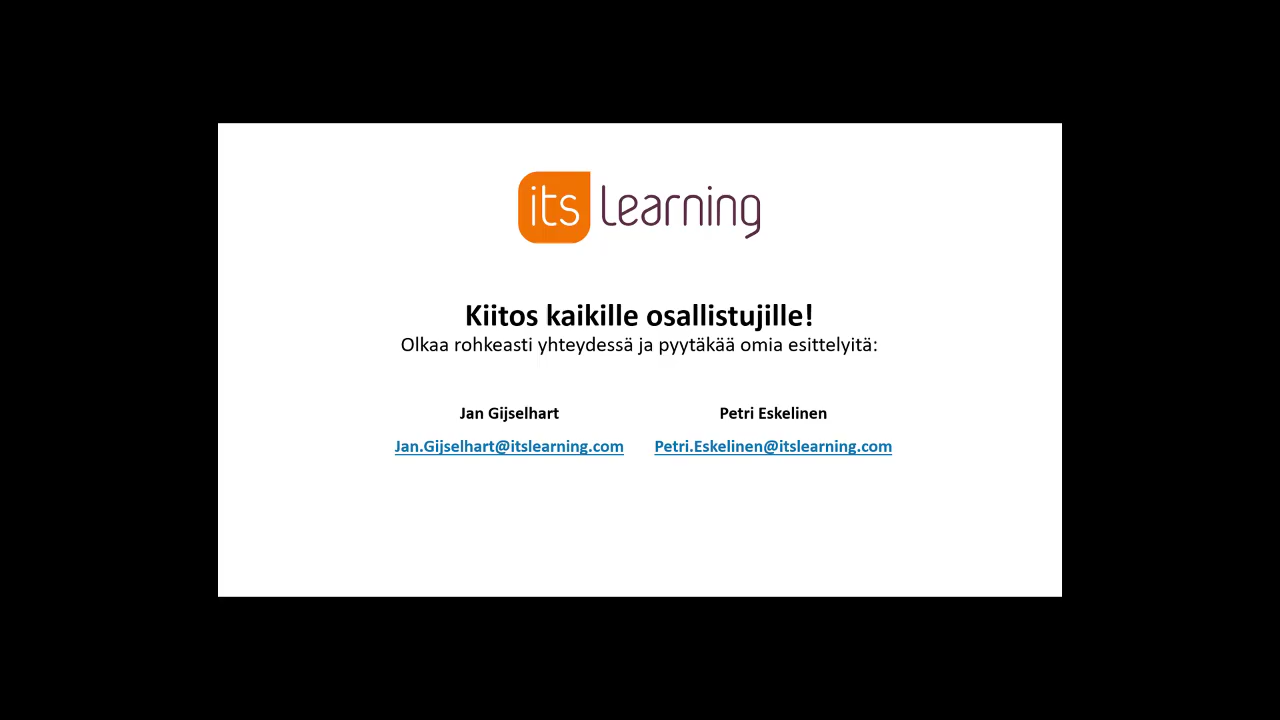 its learning
Kiitos kaikille osallistujille!
Olkaa rohkeasti yhteydessä ja pyytäkää omia esittelyitä:
Jan Gijselhart Petri Eskelinen
Jan.Gijselhart@itslearning.com Petri.Eskelinen@itslearning.com